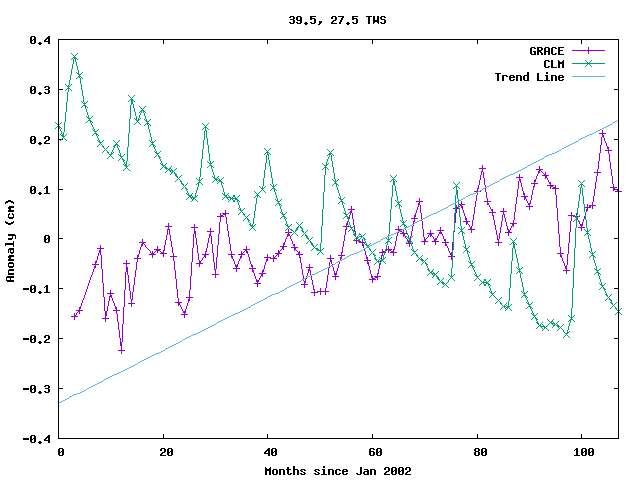 39.5, 27.5 TWS
GRACE
CLM
Trend Line
Anomaly (cm)
0.4
0.3
0.2
0.1
0
-0.1
-0.2
-0.3
-0.4
0 20 40 60 80 100
Months since Jan 2002